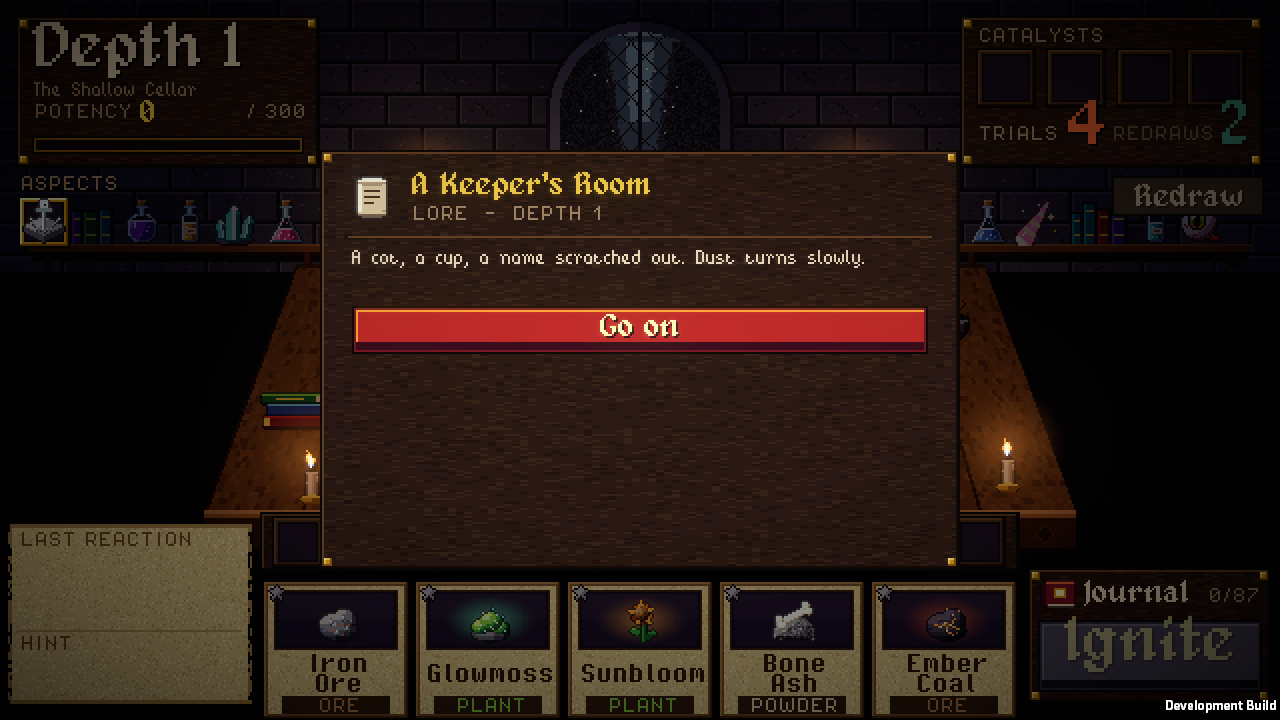 Depth 1
The Shallow Cellar
POTENCY 0 / 300
ASPECTS
CATALYSTS
TRIALS 4 REDRAWS 2
Redraw
A Keeper's Room
LORE - DEPTH 1
A cot, a cup, a name scratched out. Dust turns slowly.
Go on
LAST REACTION
HINT
Iron
Ore
ORE
Glowmoss
PLANT
Sunbloom
PLANT
Bone
Ash
POWDER
Ember
Coal
ORE
Journal 0/87
Ignite
Development Build